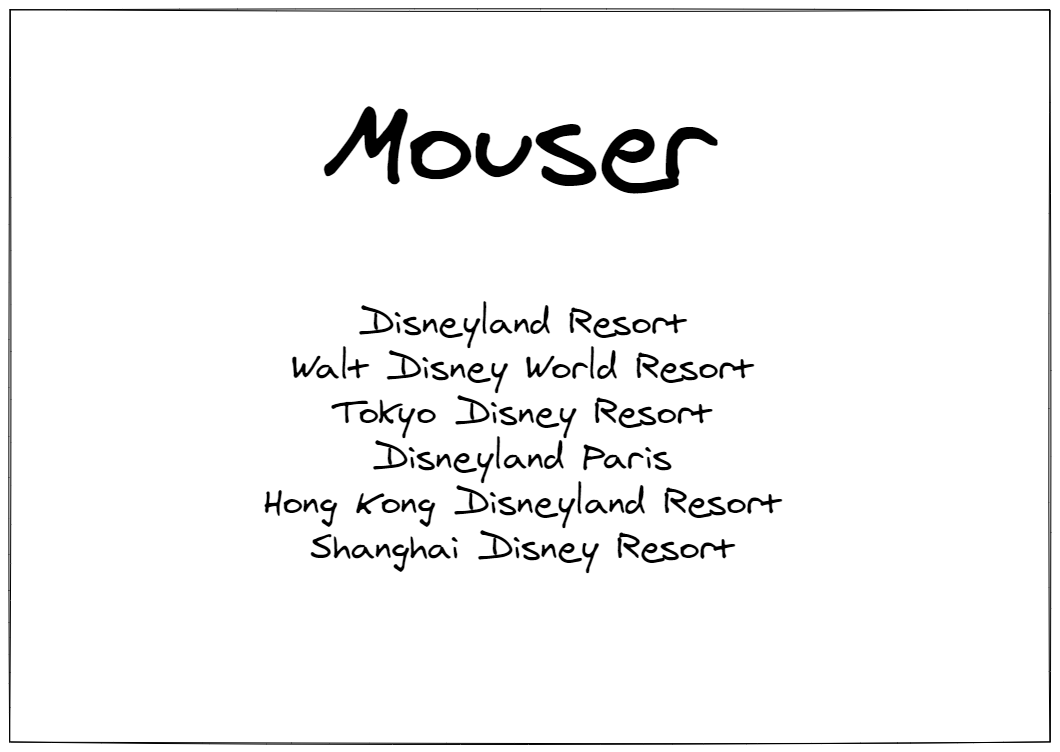 Mouser
Disneyland Resort
Walt Disney World Resort
Tokyo Disney Resort
Disneyland Paris
Hong Kong Disneyland Resort
Shanghai Disney Resort